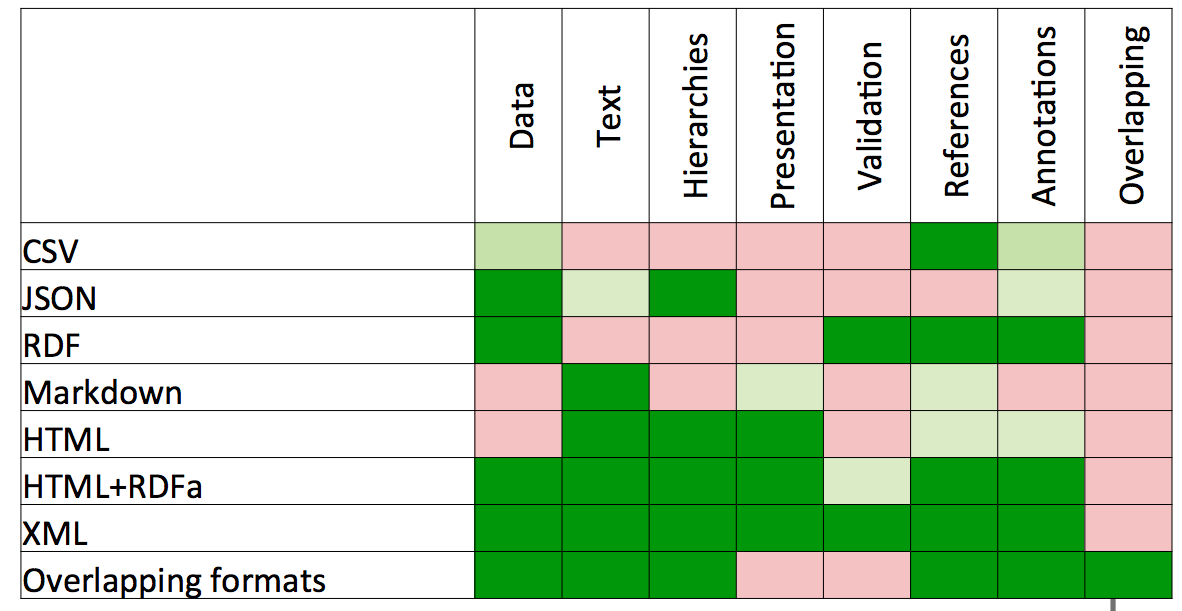 Data
Text
Hierarchies
Presentation
Validation
References
Annotations
Overlapping
CSV
JSON
RDF
Markdown
HTML
HTML+RDFa
XML
Overlapping formats